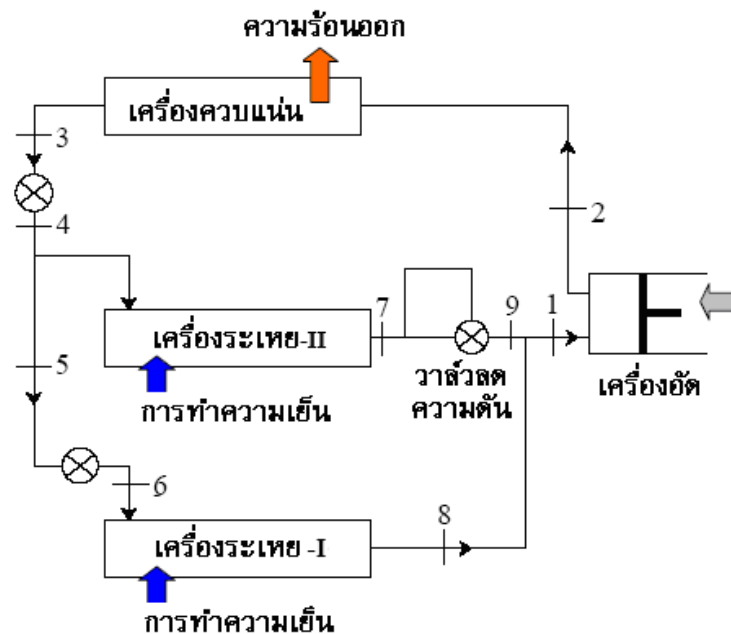 ความร้อนออก
เครื่องควบแน่น
3
2
4
7
9
1
เครื่องระเหย-II
5
วาล์วลด
ความดัน
เครื่องอัด
การทำความเย็น
6
8
เครื่องระเหย -I
การทำความเย็น